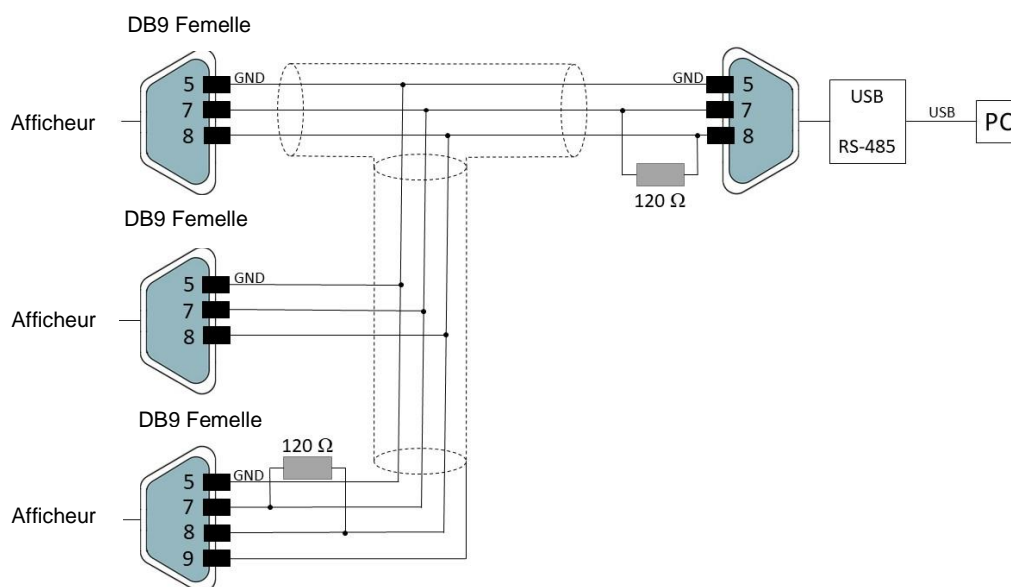 DB9 Femelle
Afficheur
5
7
8
GND
GND
5
7
8
120 Ω
USB
RS-485
USB
PC
DB9 Femelle
Afficheur
5
7
8
GND
DB9 Femelle
Afficheur
5
7
8
9
GND
120 Ω